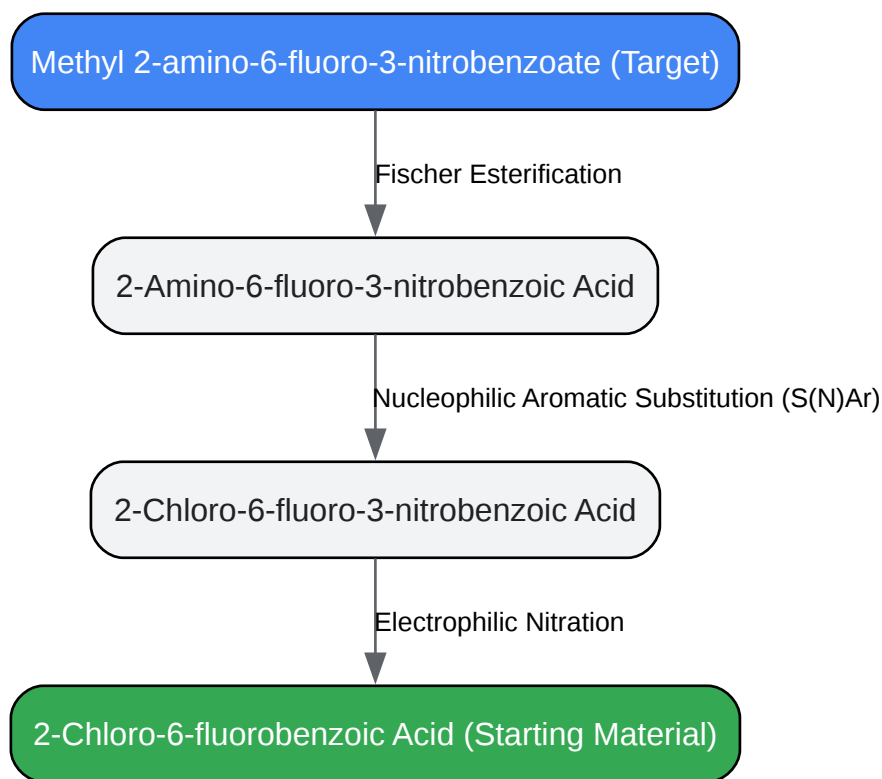 Methyl 2-amino-6-fluoro-3-nitrobenzoate (Target)
Fischer Esterification
2-Amino-6-fluoro-3-nitrobenzoic Acid
Nucleophilic Aromatic Substitution (S(N)Ar)
2-Chloro-6-fluoro-3-nitrobenzoic Acid
Electrophilic Nitration
2-Chloro-6-fluorobenzoic Acid (Starting Material)